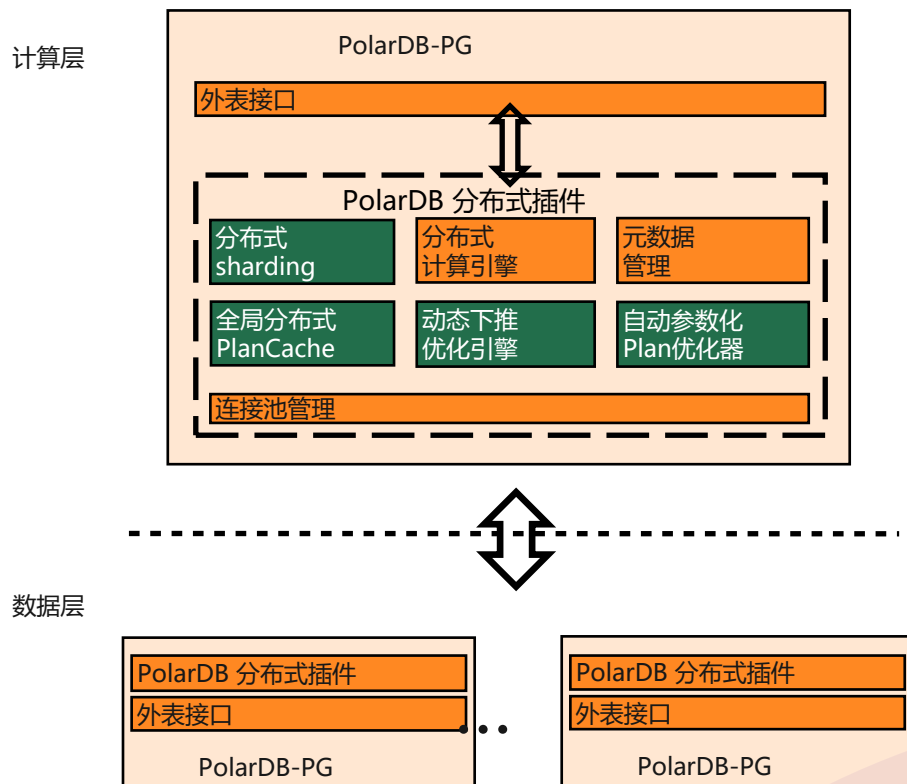 计算层
PolarDB-PG
外表接口
PolarDB 分布式插件
分布式
sharding
分布式
计算引擎
元数据
管理
全局分布式
PlanCache
动态下推
优化引擎
自动参数化
Plan优化器
连接池管理
数据层
PolarDB 分布式插件
外表接口
PolarDB-PG
...
PolarDB 分布式插件
外表接口
PolarDB-PG